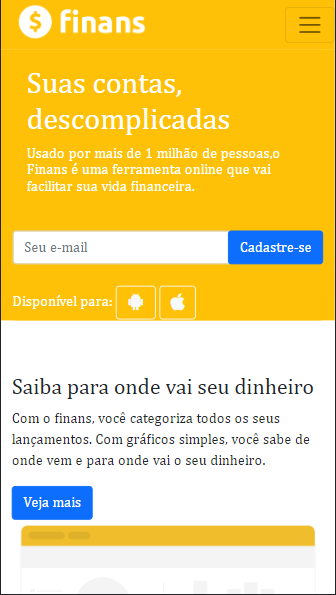 finans
Suas contas,
descomplicadas
Usado por mais de 1 milhão de pessoas,o
Finans é uma ferramenta online que vai
facilitar sua vida financeira.
Seu e-mail
Cadastre-se
Disponível para:
Saiba para onde vai seu dinheiro
Com o finans, você categoriza todos os seus
lançamentos. Com gráficos simples, você sabe de
onde vem e para onde vai o seu dinheiro.
Veja mais